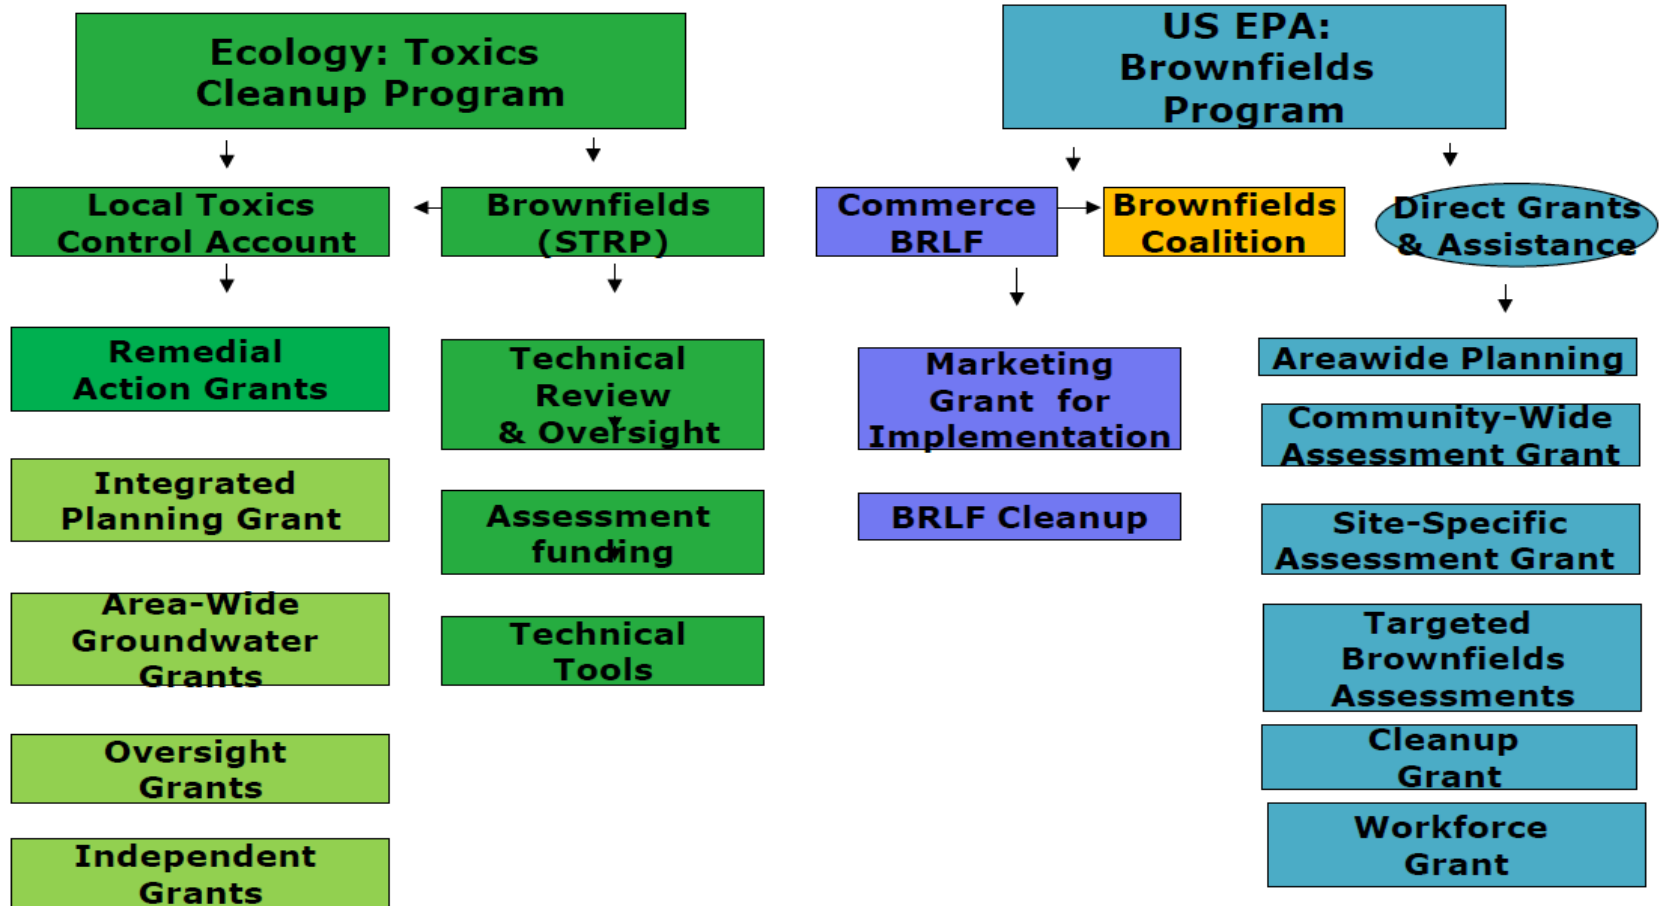 Ecology: Toxics
Cleanup Program
US EPA:
Brownfields
Program
Local Toxics
Control Account
Brownfields
(STRP)
Commerce
BRLF
Brownfields
Coalition
Direct Grants
& Assistance
Remedial
Action Grants
Integrated
Planning Grant
Area-Wide
Groundwater
Grants
Oversight
Grants
Independent
Grants
Technical
Review
& Oversight
Assessment
funding
Technical
Tools
Marketing
Grant for
Implementation
BRLF Cleanup
Areawide Planning
Community-Wide
Assessment Grant
Site-Specific
Assessment Grant
Targeted
Brownfields
Assessments
Cleanup
Grant
Workforce
Grant